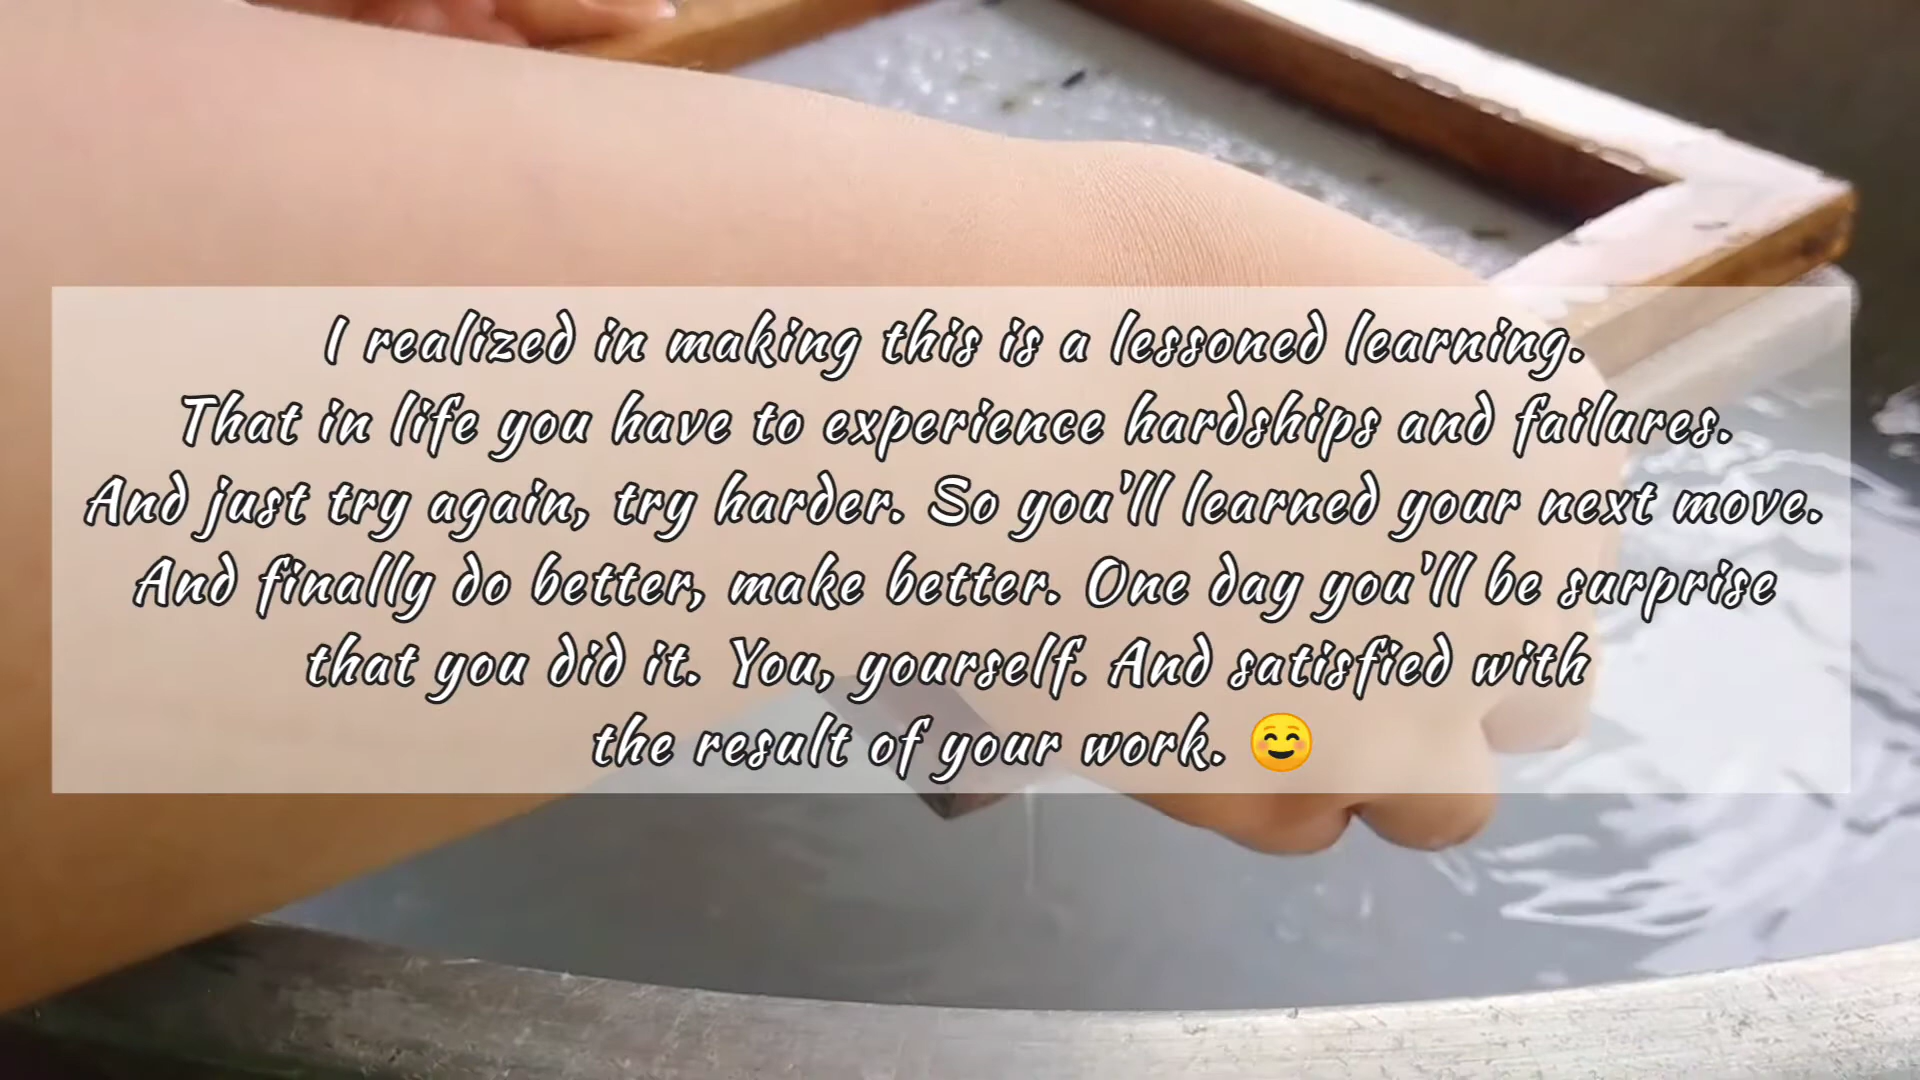 I realized in making this is a lessoned learning.
That in life you have to experience hardships and failures.
And just try again, try harder. So you'll learned your next move.
And finally do better, make better. One day you'll be surprise
that you did it. You, yourself. And satisfied with
the result of your work. ☺️